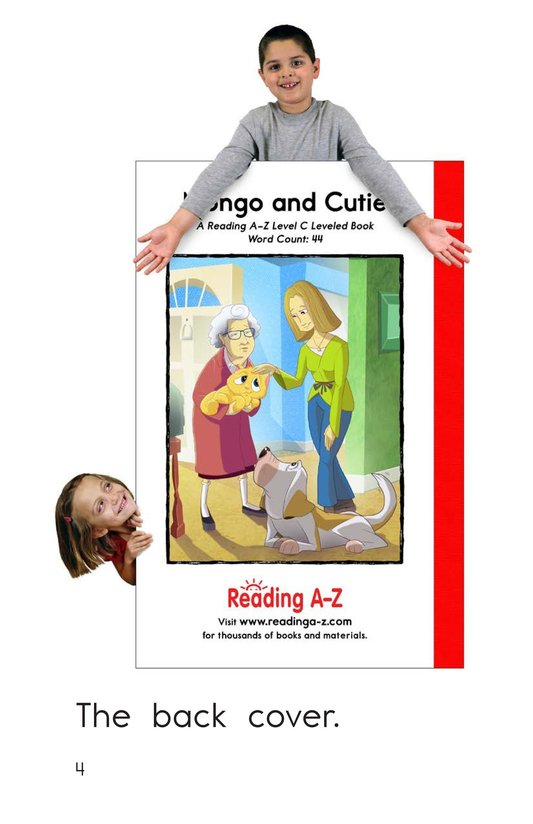 and Cutie
A Reading A–Z Level C Leveled Book
Word Count: 44
Reading A–Z
Visit www.readinga-z.com
for thousands of books and materials.
The back cover.
4